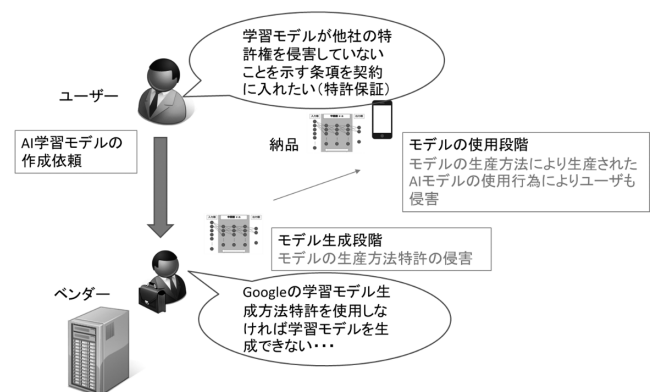 学習モデルが他社の特
許権を侵害していない
ことを示す条項を契約
に入れたい（特許保証）
ユーザー
AI学習モデルの
作成依頼
納品
モデルの使用段階
モデルの生産方法により生産された
AIモデルの使用行為によりユーザも
侵害
モデル生成段階
モデルの生産方法特許の侵害
ベンダー
Googleの学習モデル生
成方法特許を使用しな
ければ学習モデルを生
成できない・・・